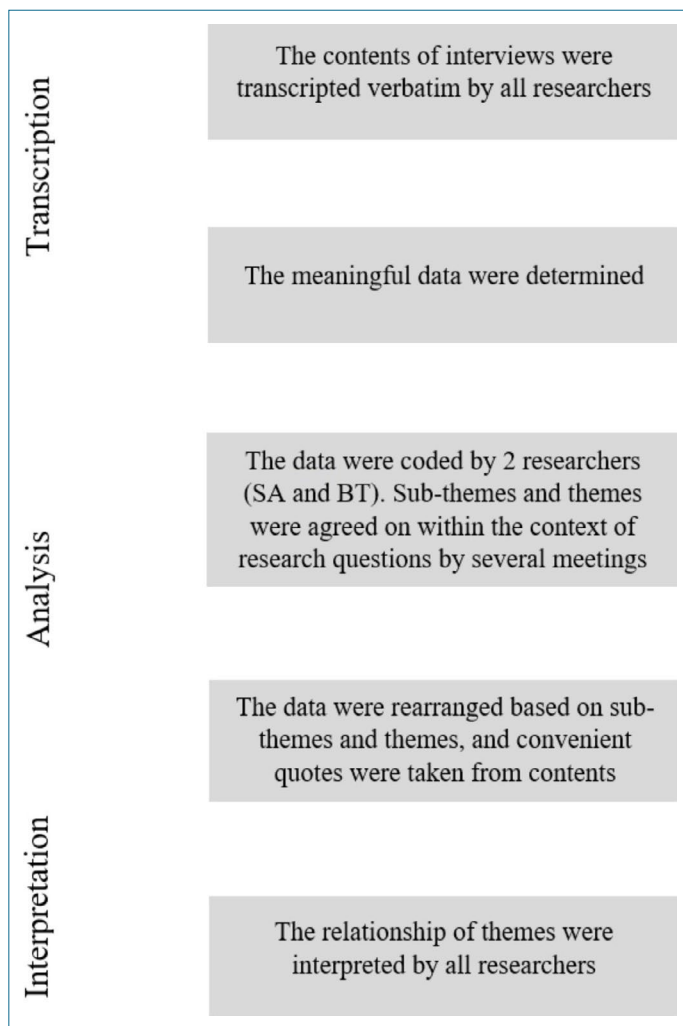 Transcription
The contents of interviews were
transcripted verbatim by all researchers
The meaningful data were determined
Analysis
The data were coded by 2 researchers
(SA and BT). Sub-themes and themes
were agreed on within the context of
research questions by several meetings
The data were rearranged based on sub-
themes and themes, and convenient
quotes were taken from contents
Interpretation
The relationship of themes were
interpreted by all researchers